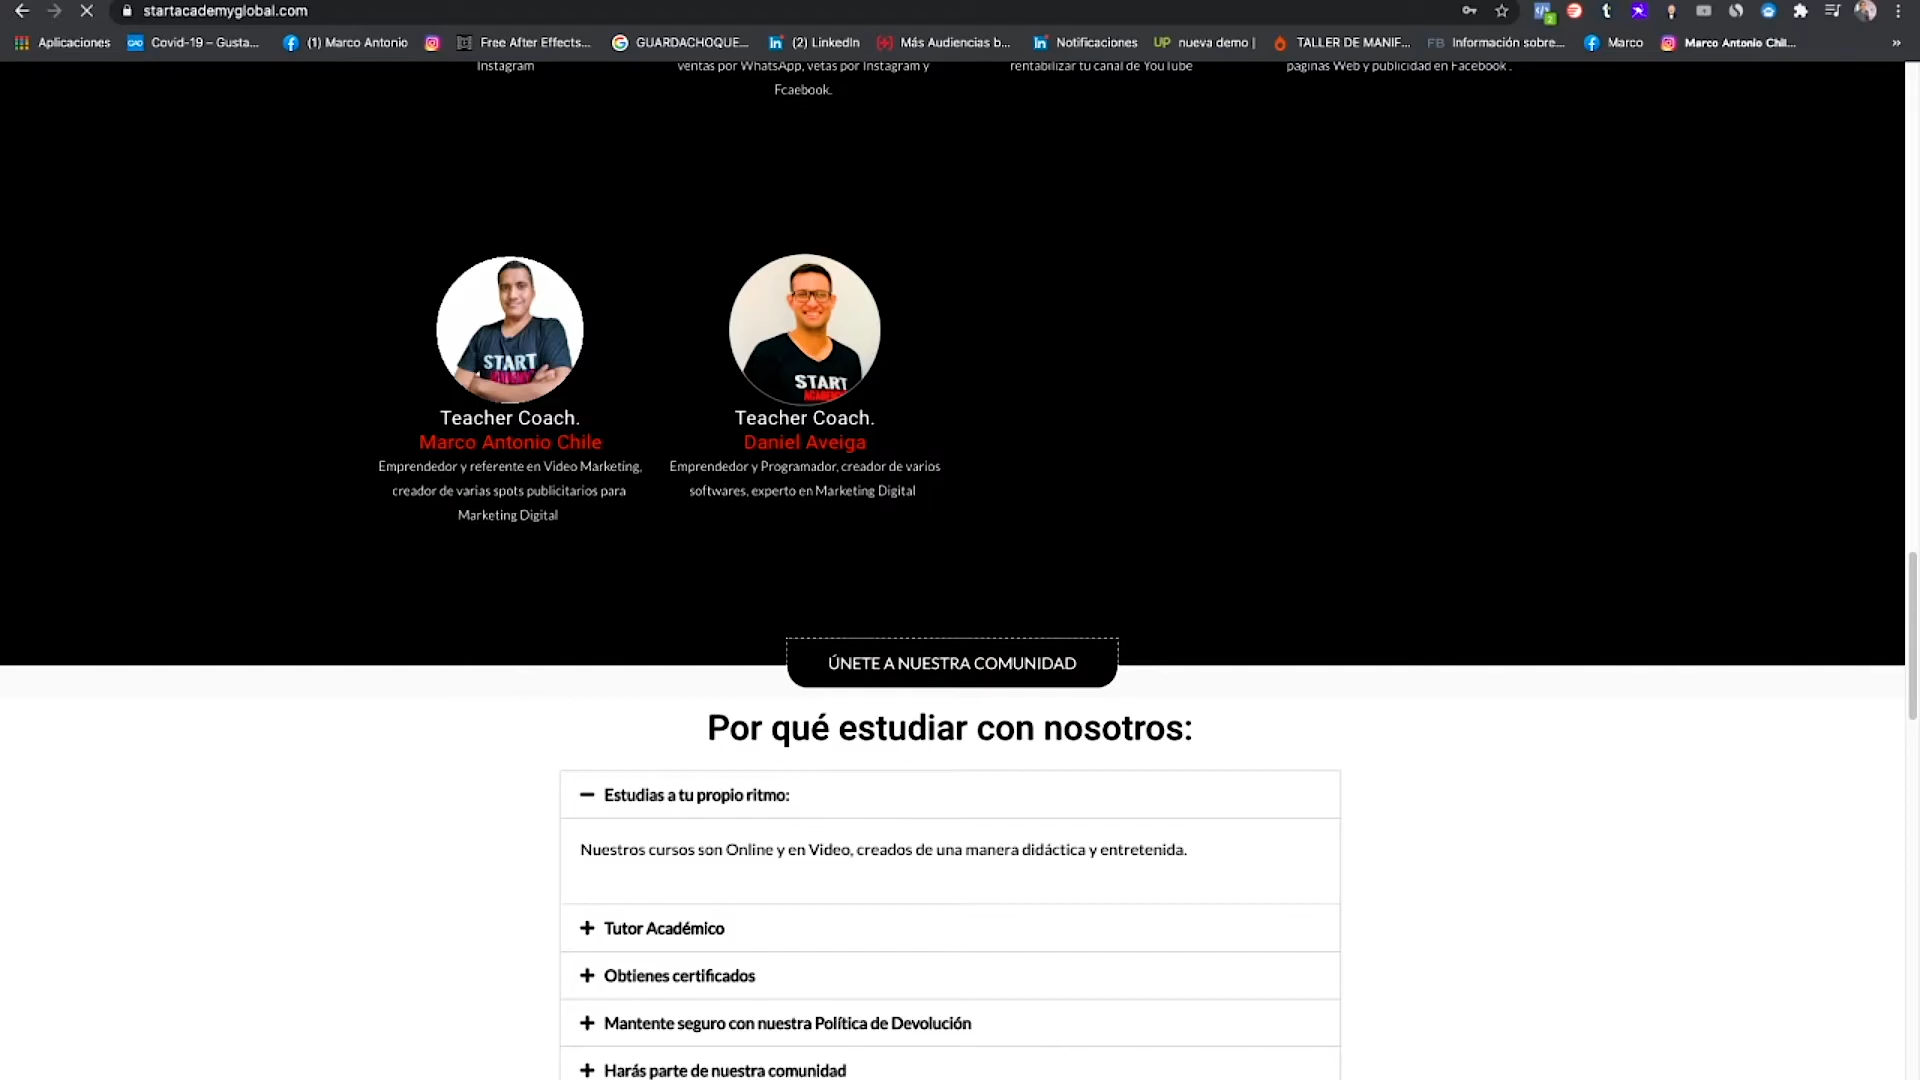 startacademyglobal.com
Aplicaciones
GAD Covid-19 – Gusta...
(1) Marco Antonio
Free After Effects...
GUARDACHOQUE...
(2) LinkedIn
Más Audiencias b...
Notificaciones
UP nueva demo |
TALLER DE MANIF...
FB Información sobre...
Marco
Marco Antonio Chil...
»
Instagram
ventas por WhatsApp, vetas por Instagram y
Fcaebook.
rentabilizar tu canal de YouTube
paginas Web y publicidad en Facebook .
START
START
ACADEMY
Teacher Coach.
Marco Antonio Chile
Emprendedor y referente en Video Marketing,
creador de varias spots publicitarios para
Marketing Digital
Teacher Coach.
Daniel Aveiga
Emprendedor y Programador, creador de varios
softwares, experto en Marketing Digital
ÚNETE A NUESTRA COMUNIDAD
Por qué estudiar con nosotros:
Estudias a tu propio ritmo:
Nuestros cursos son Online y en Video, creados de una manera didáctica y entretenida.
Tutor Académico
Obtienes certificados
Mantente seguro con nuestra Política de Devolución
Harás parte de nuestra comunidad